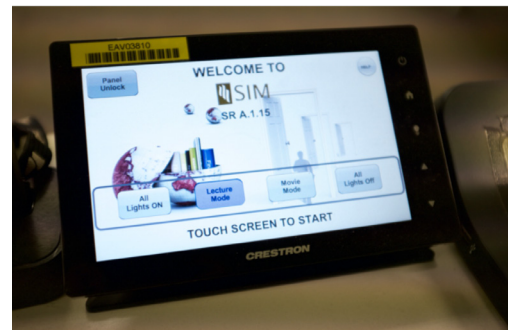 EAV03810
Panel
Unlock
WELCOME TO
SIM
HELP
SR A.1.15
All
Lights ON
Lecture
Mode
Movie
Mode
All
Lights Off
TOUCH SCREEN TO START
CRESTRON